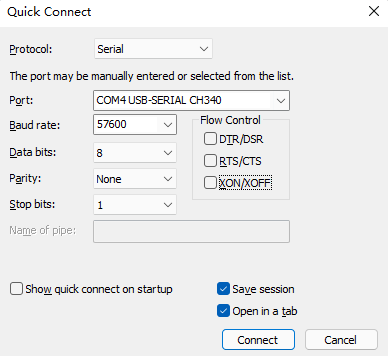 Quick Connect
Protocol: Serial
The port may be manually entered or selected from the list.
Port: COM4 USB-SERIAL CH340
Baud rate: 57600
Flow Control
DTR/DSR
Data bits: 8
RTS/CTS
Parity: None
XON/XOFF
Stop bits: 1
Name of pipe:
Show quick connect on startup
Save session
Open in a tab
Connect
Cancel